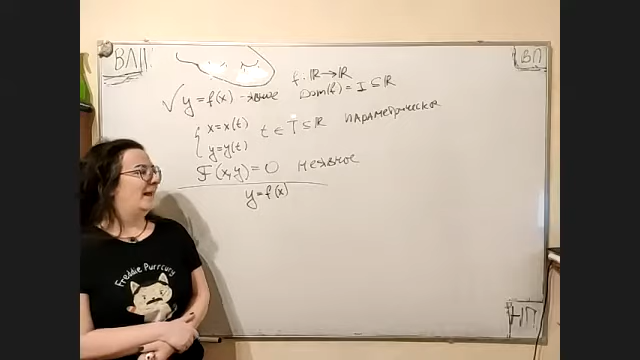 ВЛП
ВП
f: ℝ→ℝ
✓ y = f(x) - явное Dom(f) = I ⊆ ℝ
{ x = x(t)
y = y(t)
t ∈ T ⊆ ℝ параметрическое
F(x,y) = 0 неявное
y = f(x)
НП
Freddie Purrcury